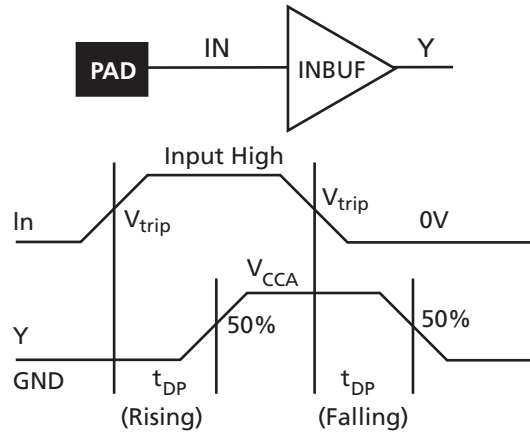 IN
Y
PAD
INBUF
Input High
In
Vtrip
Vtrip
0V
VCCA
Y
50%
50%
GND
tDP
tDP
(Rising)
(Falling)